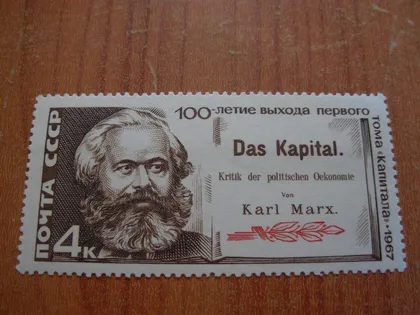 ПОЧТА СССР
4к
100-летие выхода первого
тома «Капитала» • 1967
Das Kapital.
Kritik der politischen Oekonomie
Von
Karl Marx.